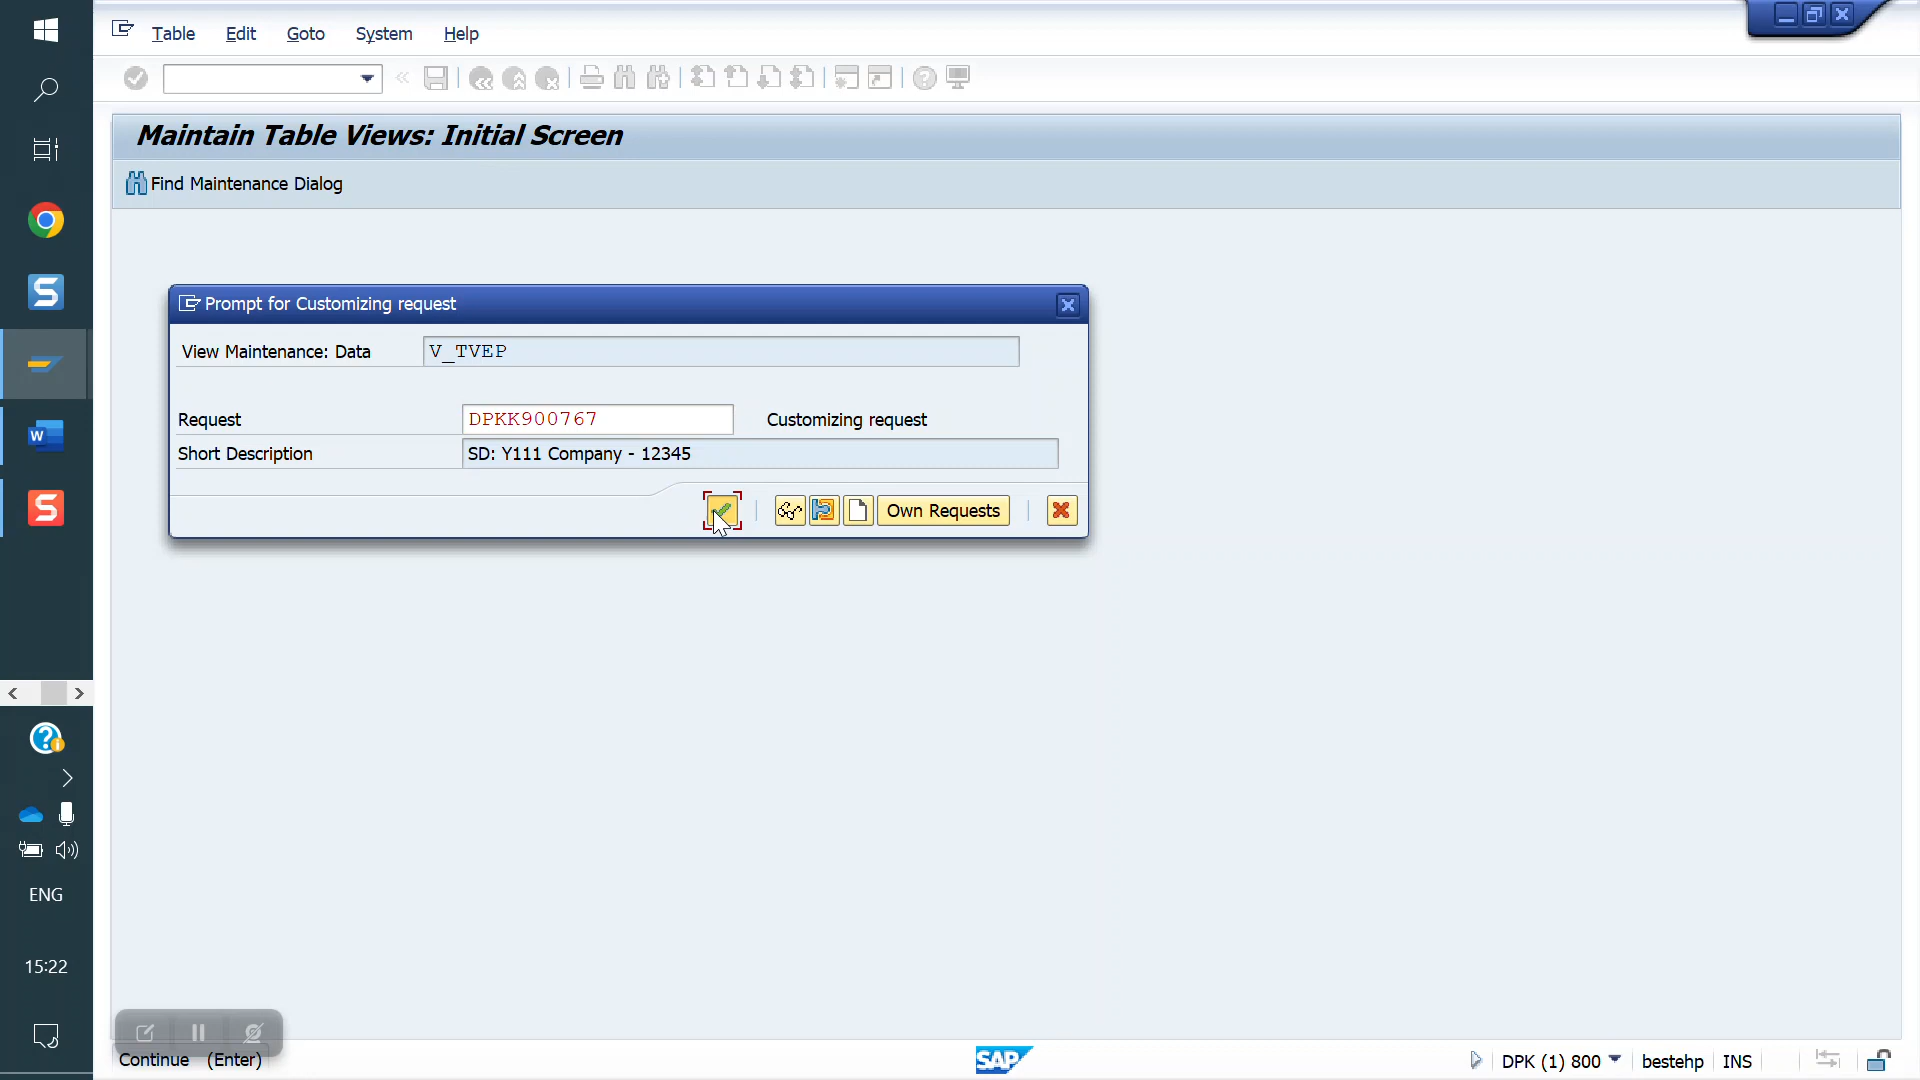 Table Edit Goto System Help
Maintain Table Views: Initial Screen
Find Maintenance Dialog
Prompt for Customizing request
View Maintenance: Data V_TVEP
Request DPKK900767 Customizing request
Short Description SD: Y111 Company - 12345
Own Requests
ENG
15:22
Continue (Enter)
SAP
DPK (1) 800 bestehp INS